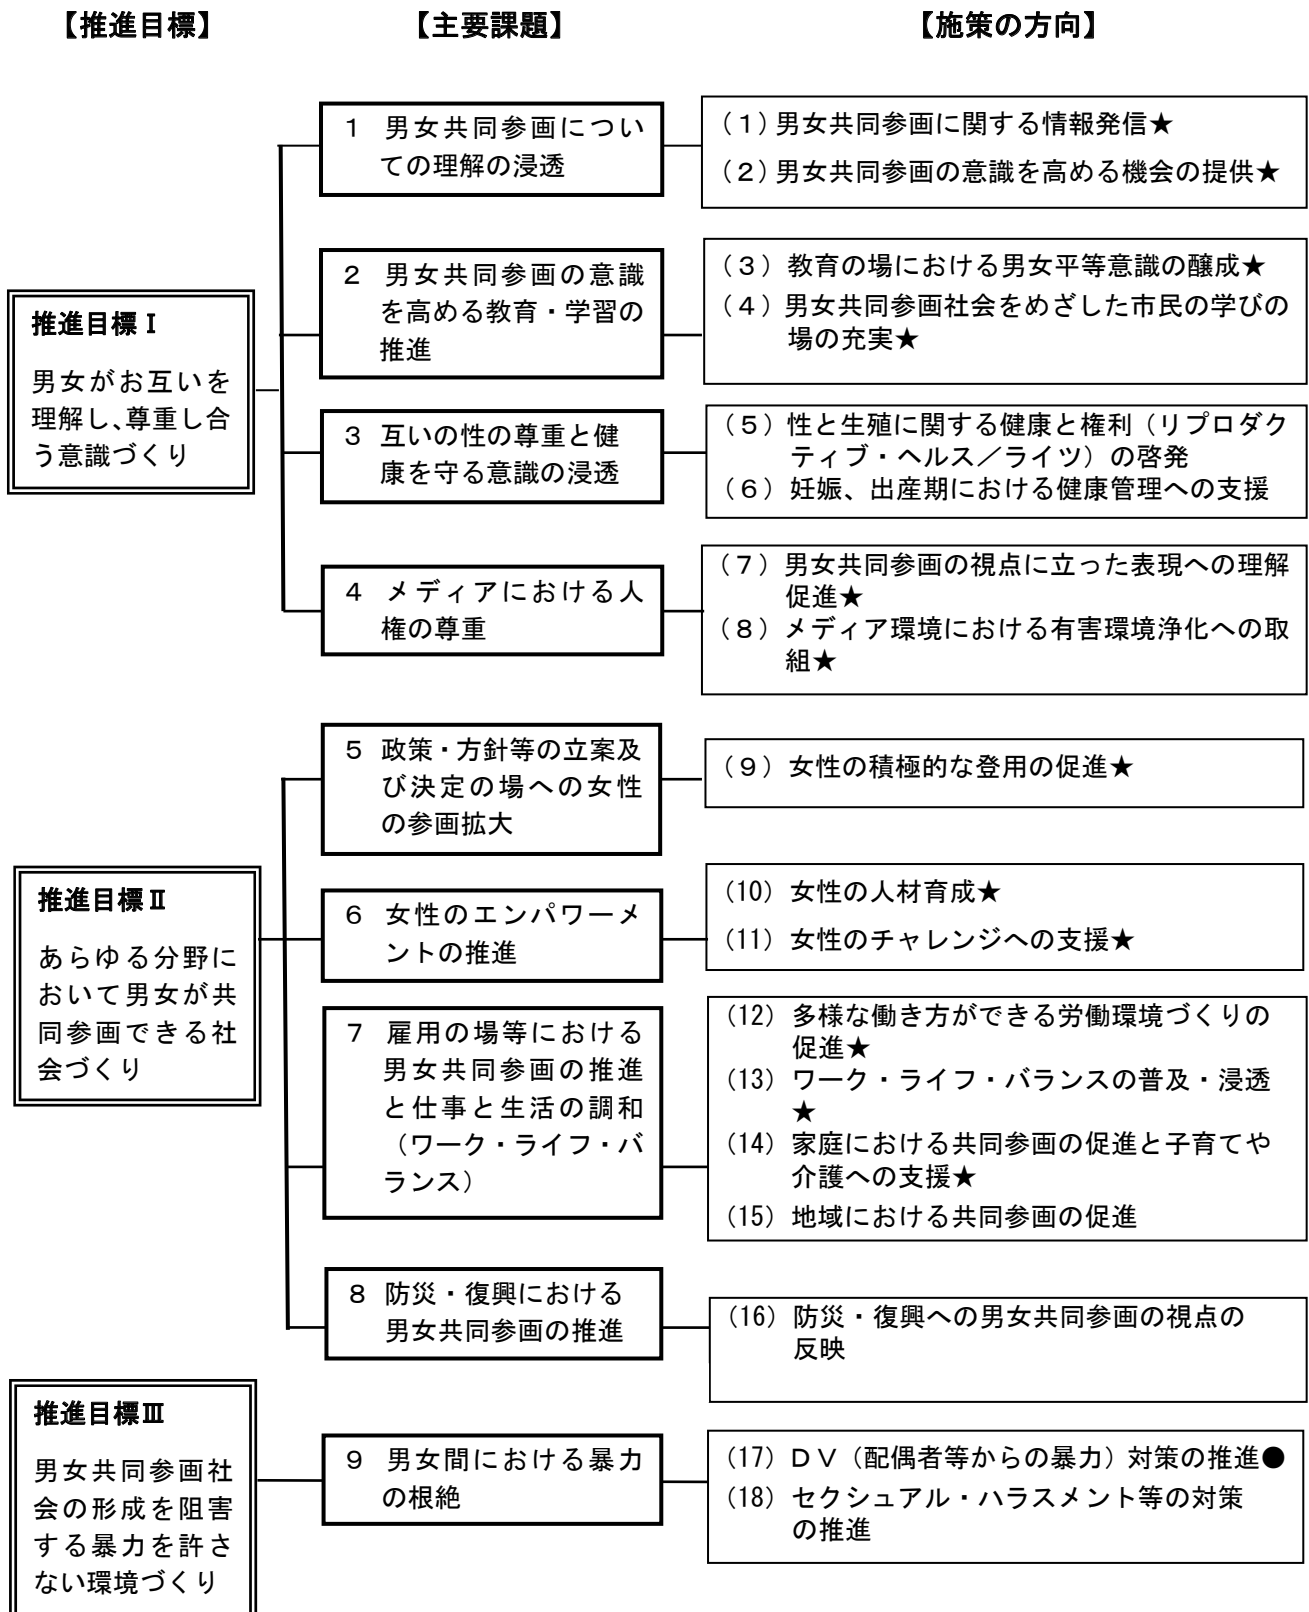 【推進目標】 【主要課題】 【施策の方向】
推進目標Ⅰ
男女がお互いを
理解し、尊重し合
う意識づくり
1 男女共同参画につい
ての理解の浸透
(1)男女共同参画に関する情報発信★
(2)男女共同参画の意識を高める機会の提供★
2 男女共同参画の意識
を高める教育・学習の
推進
(3)教育の場における男女平等意識の醸成★
(4)男女共同参画社会をめざした市民の学びの
場の充実★
3 互いの性の尊重と健
康を守る意識の浸透
(5)性と生殖に関する健康と権利(リプロダク
ティブ・ヘルス/ライツ)の啓発
(6)妊娠、出産期における健康管理への支援
4 メディアにおける人
権の尊重
(7)男女共同参画の視点に立った表現への理解
促進★
(8)メディア環境における有害環境浄化への取
組★
推進目標Ⅱ
あらゆる分野に
おいて男女が共
同参画できる社
会づくり
5 政策・方針等の立案及
び決定の場への女性
の参画拡大
(9)女性の積極的な登用の促進★
6 女性のエンパワーメ
ントの推進
(10)女性の人材育成★
(11)女性のチャレンジへの支援★
7 雇用の場等における
男女共同参画の推進
と仕事と生活の調和
(ワーク・ライフ・バ
ランス)
(12)多様な働き方ができる労働環境づくりの
促進★
(13)ワーク・ライフ・バランスの普及・浸透
★
(14)家庭における共同参画の促進と子育てや
介護への支援★
(15)地域における共同参画の促進
8 防災・復興における
男女共同参画の推進
(16)防災・復興への男女共同参画の視点の
反映
推進目標Ⅲ
男女共同参画社
会の形成を阻害
する暴力を許さ
ない環境づくり
9 男女間における暴力
の根絶
(17)DV(配偶者等からの暴力)対策の推進●
(18)セクシュアル・ハラスメント等の対策
の推進